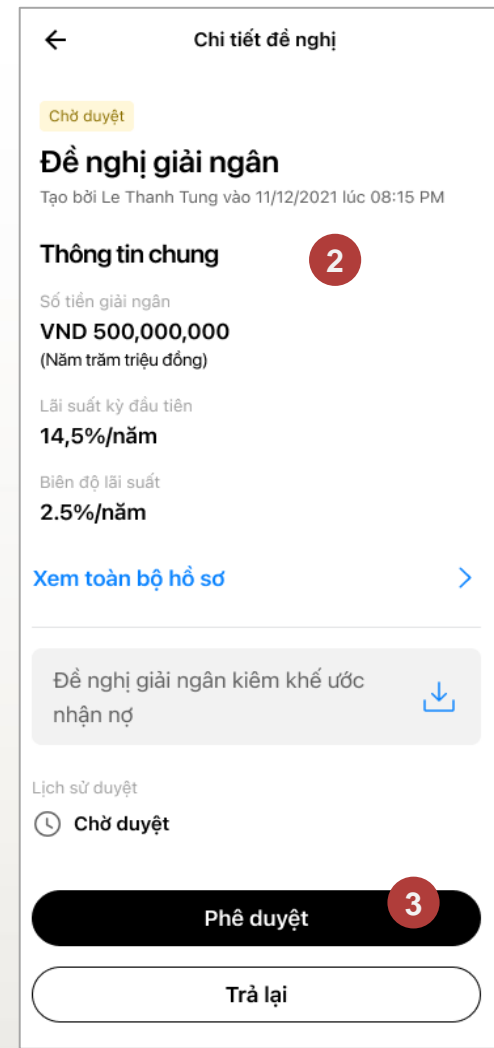 Chi tiết đề nghị
Chờ duyệt
Đề nghị giải ngân
Tạo bởi Le Thanh Tung vào 11/12/2021 lúc 08:15 PM
Thông tin chung
2
Số tiền giải ngân
VND 500,000,000
(Năm trăm triệu đồng)
Lãi suất kỳ đầu tiên
14,5%/năm
Biên độ lãi suất
2.5%/năm
Xem toàn bộ hồ sơ
Đề nghị giải ngân kiêm khế ước
nhận nợ
Lịch sử duyệt
Chờ duyệt
3
Phê duyệt
Trả lại